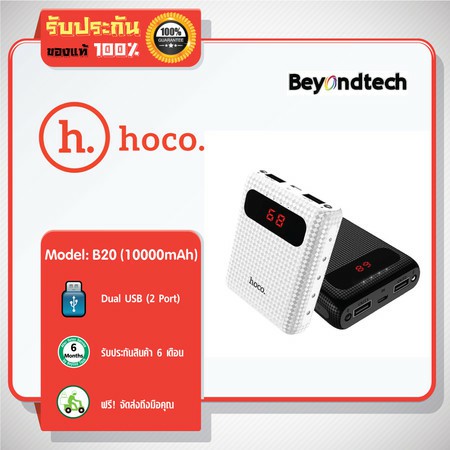 รับประกัน
ของแท้ 100%
100%
GUARANTEE
Beyondtech
h. hoco.
Model: B20 (10000mAh)
Dual USB (2 Port)
6
Months
รับประกันสินค้า 6 เดือน
ฟรี! จัดส่งถึงมือคุณ
68
hoco.